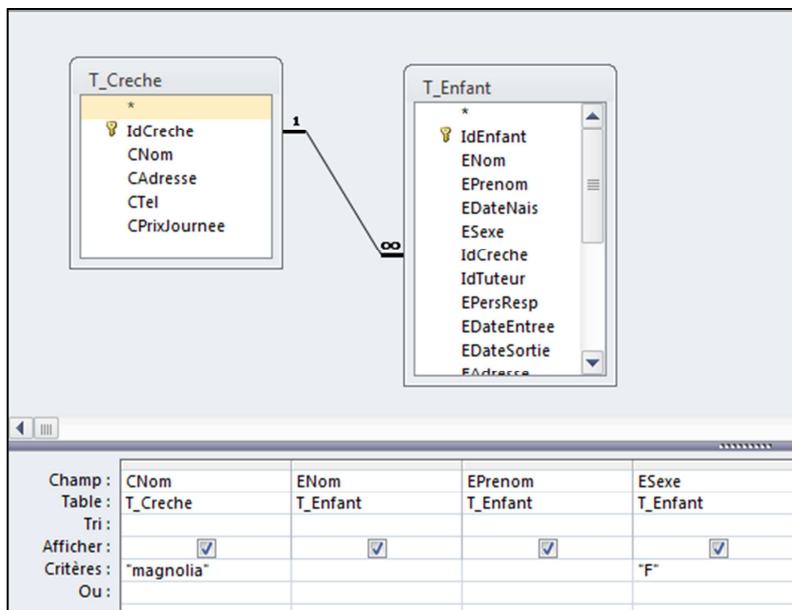 T_Creche
*
IdCreche
CNom
CAdresse
CTel
CPrixJournee
1
∞
T_Enfant
*
IdEnfant
ENom
EPrenom
EDateNais
ESexe
IdCreche
IdTuteur
EPersResp
EDateEntree
EDateSortie
EAdresse
Champ : CNom ENom EPrenom ESexe
Table : T_Creche T_Enfant T_Enfant T_Enfant
Tri :
Afficher :
Critères : "magnolia" "F"
Ou :